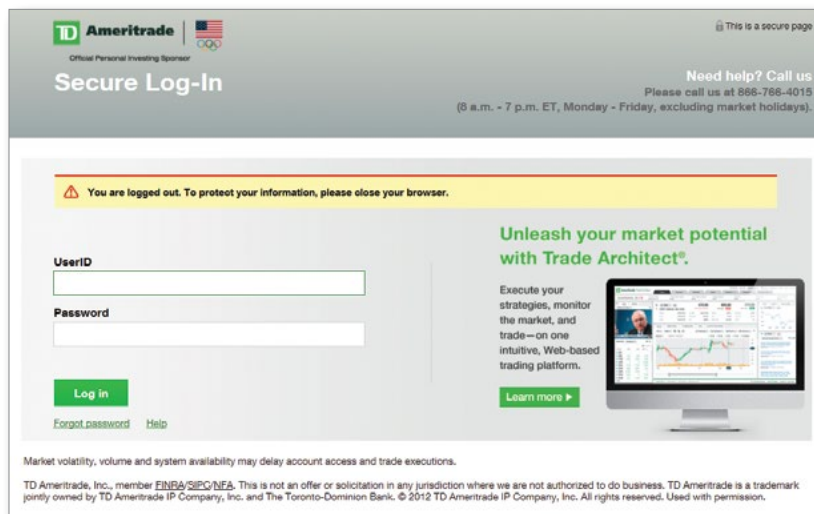 TD Ameritrade
Official Personal Investing Sponsor
Secure Log-In
This is a secure page
Need help? Call us
Please call us at 866-766-4015
(8 a.m. - 7 p.m. ET, Monday - Friday, excluding market holidays).
You are logged out. To protect your information, please close your browser.
UserID
Password
Log in
Forgot password Help
Unleash your market potential
with Trade Architect®.
Execute your
strategies, monitor
the market, and
trade—on one
intuitive, Web-based
trading platform.
Learn more
Market volatility, volume and system availability may delay account access and trade executions.
TD Ameritrade, Inc., member FINRA/SIPC/NFA. This is not an offer or solicitation in any jurisdiction where we are not authorized to do business. TD Ameritrade is a trademark
jointly owned by TD Ameritrade IP Company, Inc. and The Toronto-Dominion Bank. © 2012 TD Ameritrade IP Company, Inc. All rights reserved. Used with permission.